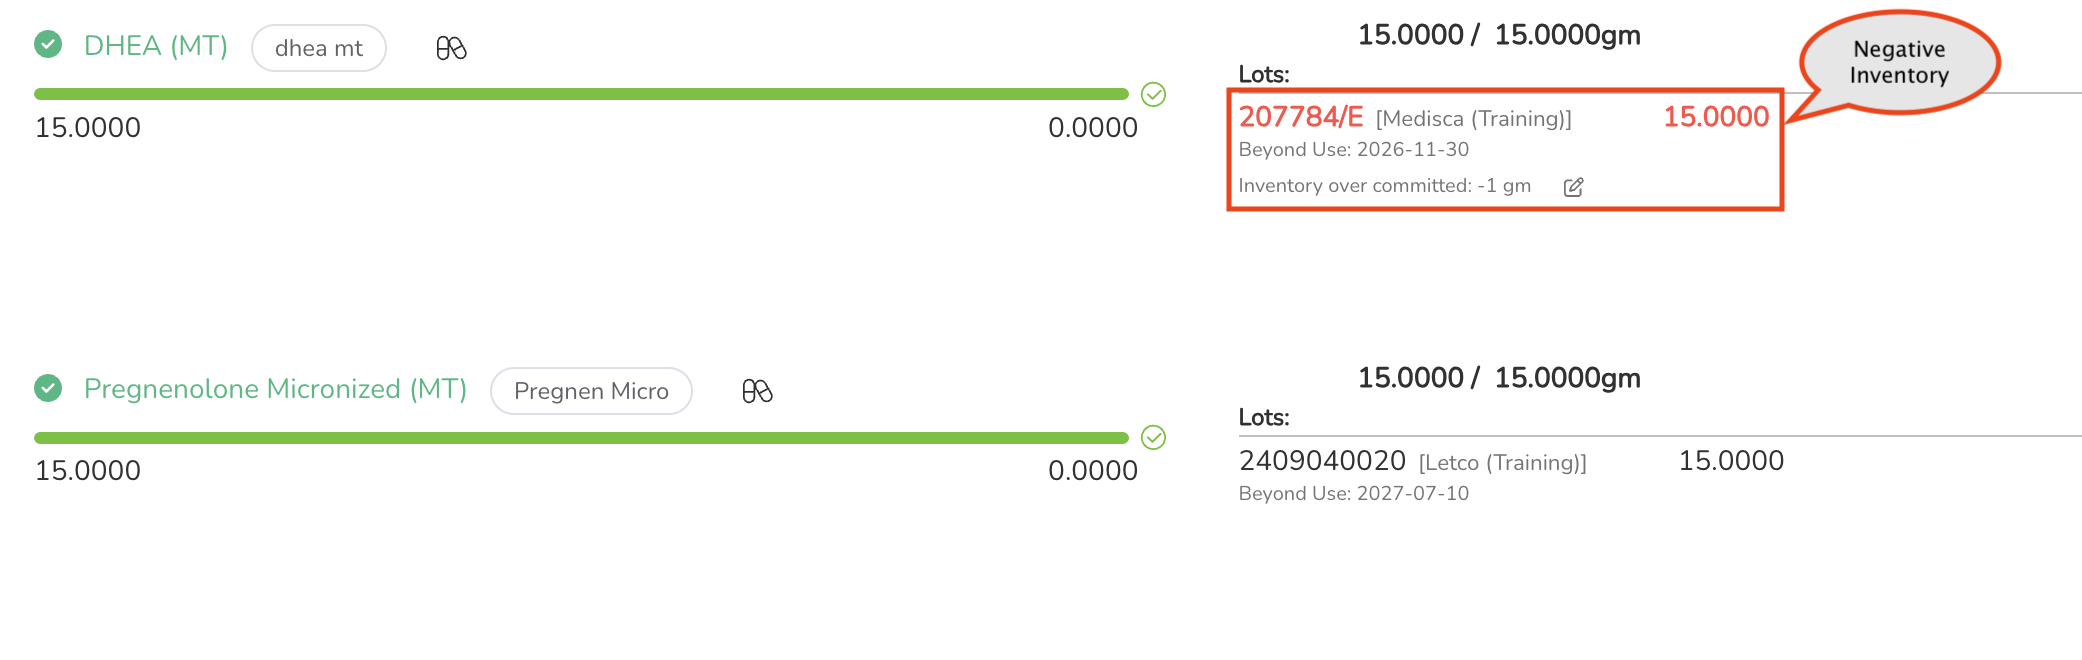 DHEA (MT) dhea mt
15.0000 / 15.0000gm
Negative
Inventory
Lots:
15.0000 0.0000
207784/E [Medisca (Training)] 15.0000
Beyond Use: 2026-11-30
Inventory over committed: -1 gm
Pregnenolone Micronized (MT) Pregnen Micro
15.0000 / 15.0000gm
Lots:
15.0000 0.0000
2409040020 [Letco (Training)] 15.0000
Beyond Use: 2027-07-10